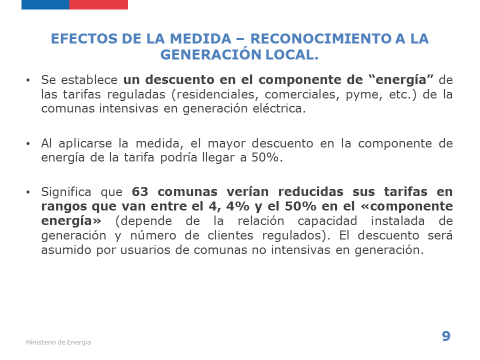 EFECTOS DE LA MEDIDA – RECONOCIMIENTO A LA
GENERACIÓN LOCAL.
• Se establece un descuento en el componente de “energía” de
las tarifas reguladas (residenciales, comerciales, pyme, etc.) de la
comunas intensivas en generación eléctrica.
• Al aplicarse la medida, el mayor descuento en la componente de
energía de la tarifa podría llegar a 50%.
• Significa que 63 comunas verían reducidas sus tarifas en
rangos que van entre el 4, 4% y el 50% en el «componente
energía» (depende de la relación capacidad instalada de
generación y número de clientes regulados). El descuento será
asumido por usuarios de comunas no intensivas en generación.
Ministerio de Energía
9